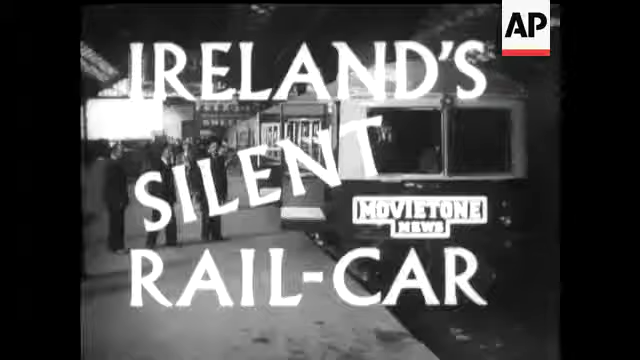 AP
IRELAND'S
SILENT
MOVIETONE
NEWS
RAIL-CAR